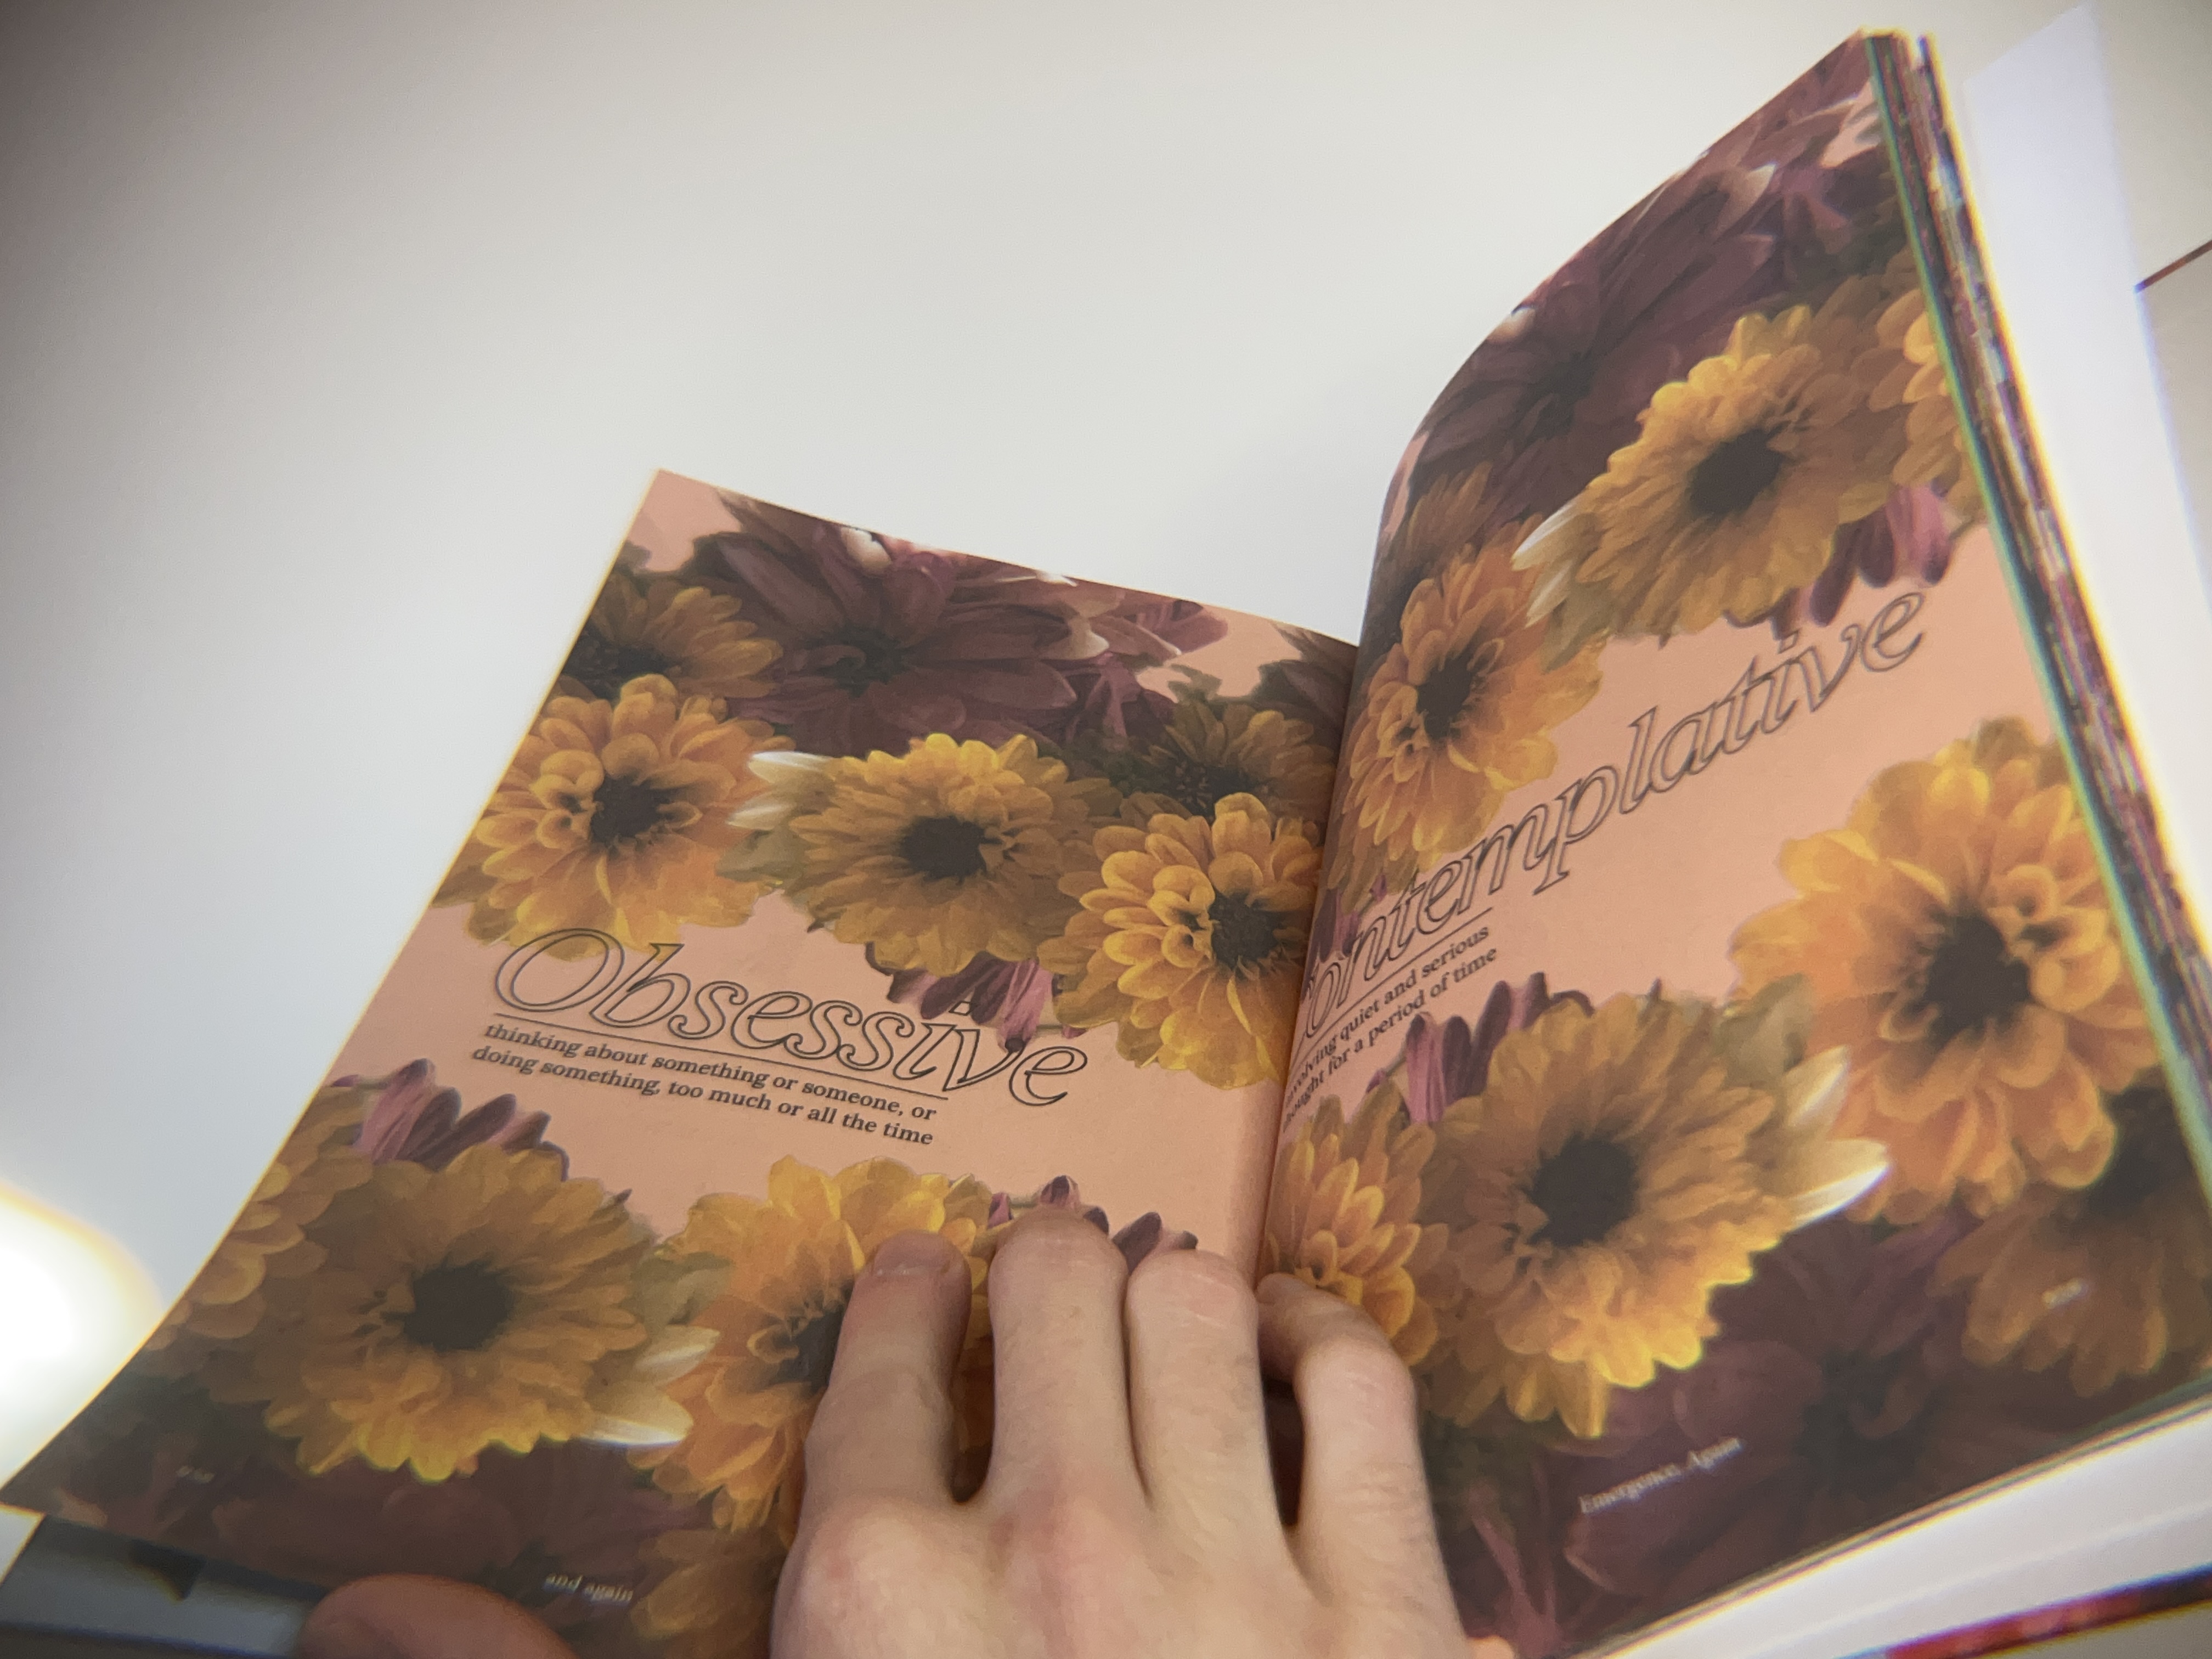 Obsessive
thinking about something or someone, or
doing something, too much or all the time
and again
ontemplative
involving quiet and serious
ought for a period of time
Emergence, Again